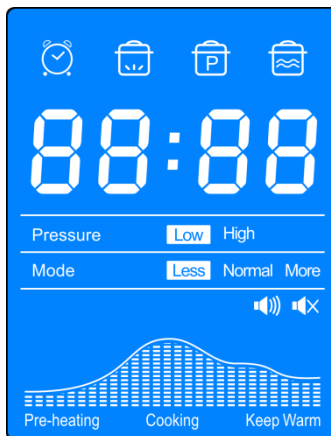 P
88:88
Pressure Low High
Mode Less Normal More
Pre-heating Cooking Keep Warm